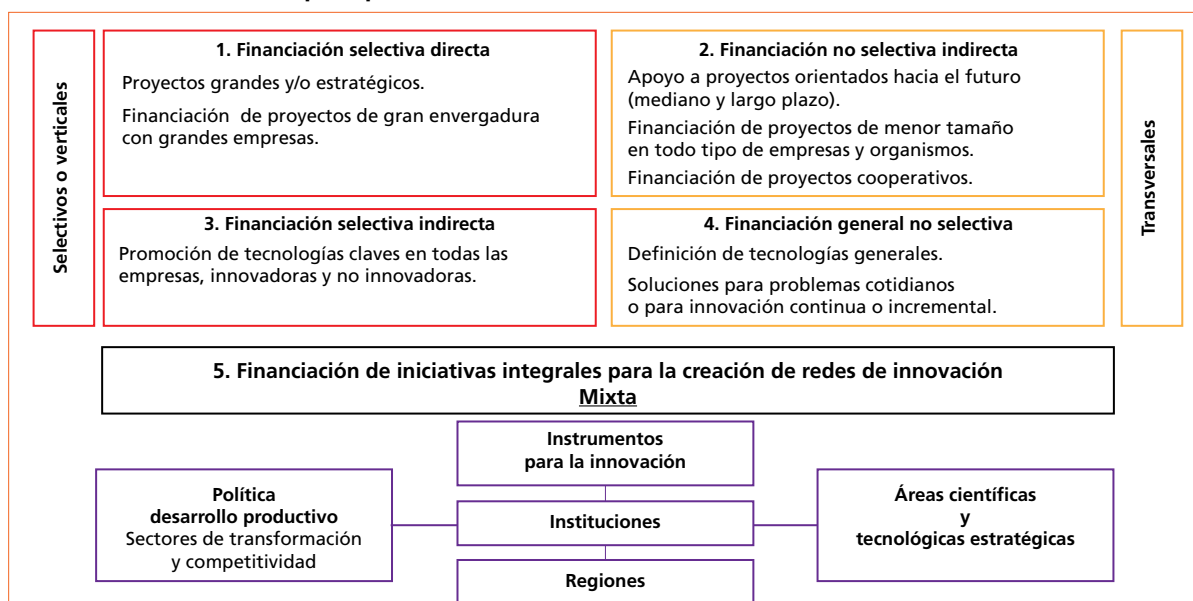 Selectivos o verticales
1. Financiación selectiva directa
Proyectos grandes y/o estratégicos.
Financiación de proyectos de gran envergadura
con grandes empresas.
2. Financiación no selectiva indirecta
Apoyo a proyectos orientados hacia el futuro
(mediano y largo plazo).
Financiación de proyectos de menor tamaño
en todo tipo de empresas y organismos.
Financiación de proyectos cooperativos.
Transversales
3. Financiación selectiva indirecta
Promoción de tecnologías claves en todas las
empresas, innovadoras y no innovadoras.
4. Financiación general no selectiva
Definición de tecnologías generales.
Soluciones para problemas cotidianos
o para innovación continua o incremental.
5. Financiación de iniciativas integrales para la creación de redes de innovación
Mixta
Instrumentos
para la innovación
Política
desarrollo productivo
Sectores de transformación
y competitividad
Instituciones
Áreas científicas
y
tecnológicas estratégicas
Regiones